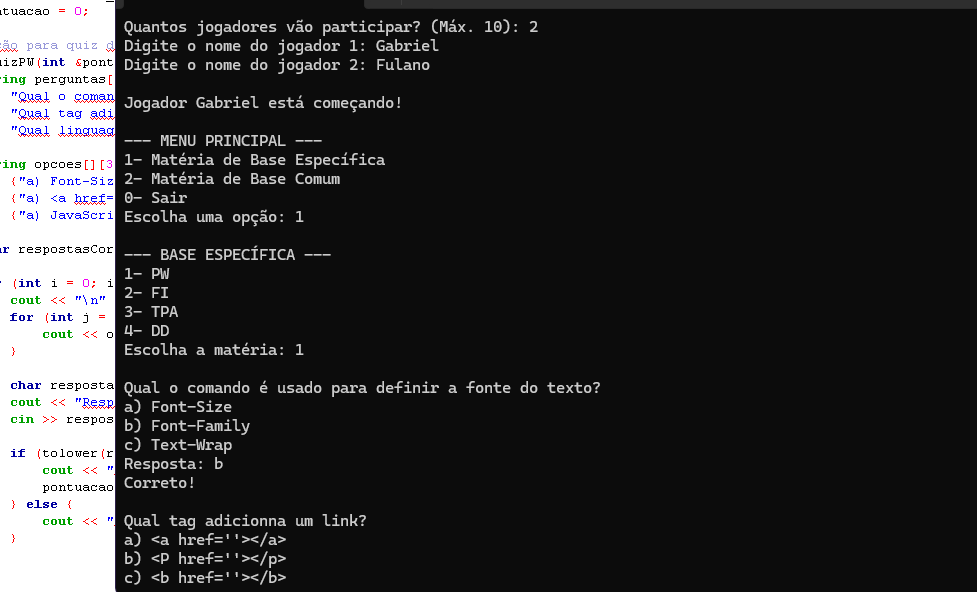 tuacao = 0;
ção para quiz d
uizPW(int &pont
ring perguntas[
"Qual o coman
"Qual tag adi
"Qual linguag
ring opcoes[][3
{"a) Font-Siz
{"a) <a href=
{"a) JavaScri
ar respostasCor
(int i = 0; i
cout << "\n"
for (int j =
cout << o
}
char resposta
cout << "Resp
cin >> respos
if (tolower(r
cout << "
pontuacao
} else {
cout << "
}
Quantos jogadores vão participar? (Máx. 10): 2
Digite o nome do jogador 1: Gabriel
Digite o nome do jogador 2: Fulano
Jogador Gabriel está começando!
--- MENU PRINCIPAL ---
1- Matéria de Base Específica
2- Matéria de Base Comum
0- Sair
Escolha uma opção: 1
--- BASE ESPECÍFICA ---
1- PW
2- FI
3- TPA
4- DD
Escolha a matéria: 1
Qual o comando é usado para definir a fonte do texto?
a) Font-Size
b) Font-Family
c) Text-Wrap
Resposta: b
Correto!
Qual tag adicionna um link?
a) <a href=''></a>
b) <P href=''></p>
c) <b href=''></b>